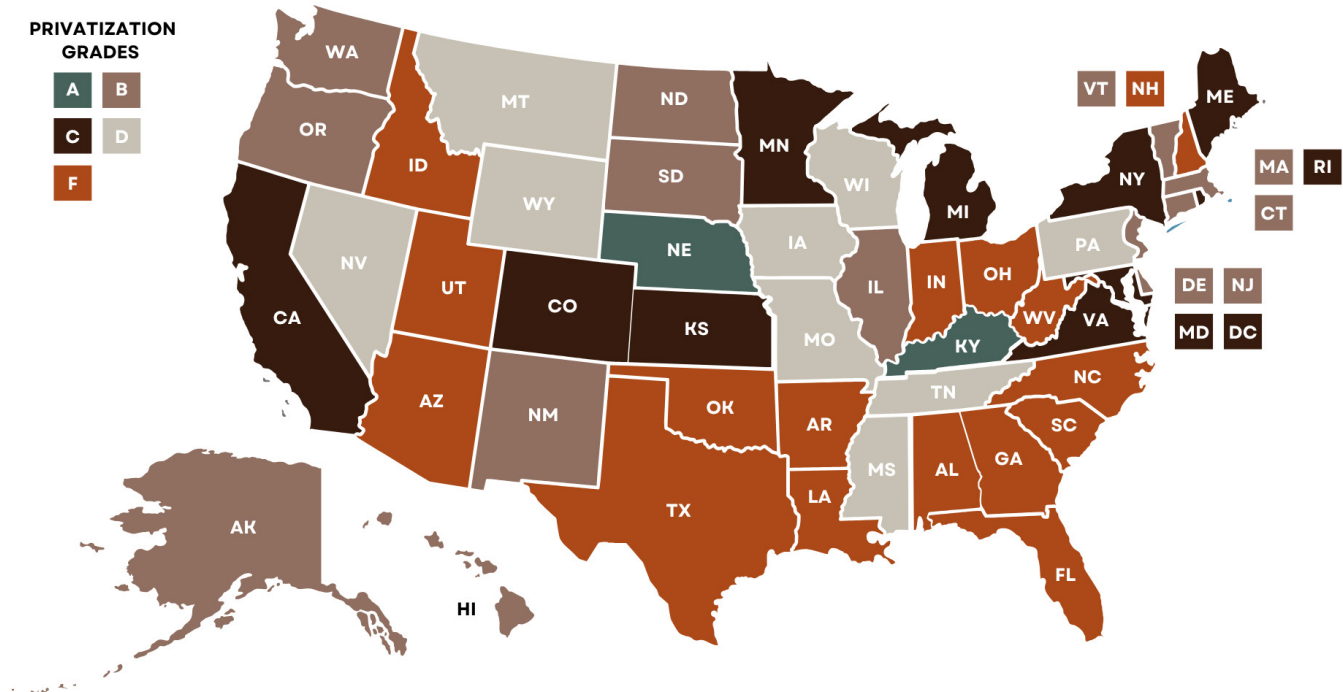 PRIVATIZATION
GRADES
A B
C D
F
WA
OR
ID
MT
WY
NV
UT
CA
AZ
CO
NM
ND
SD
NE
KS
OK
TX
MN
IA
MO
AR
LA
WI
IL
MI
IN
OH
KY
TN
MS
AL
GA
FL
SC
NC
WV
VA
PA
NY
ME
VT NH
MA RI
CT
DE NJ
MD DC
AK
HI